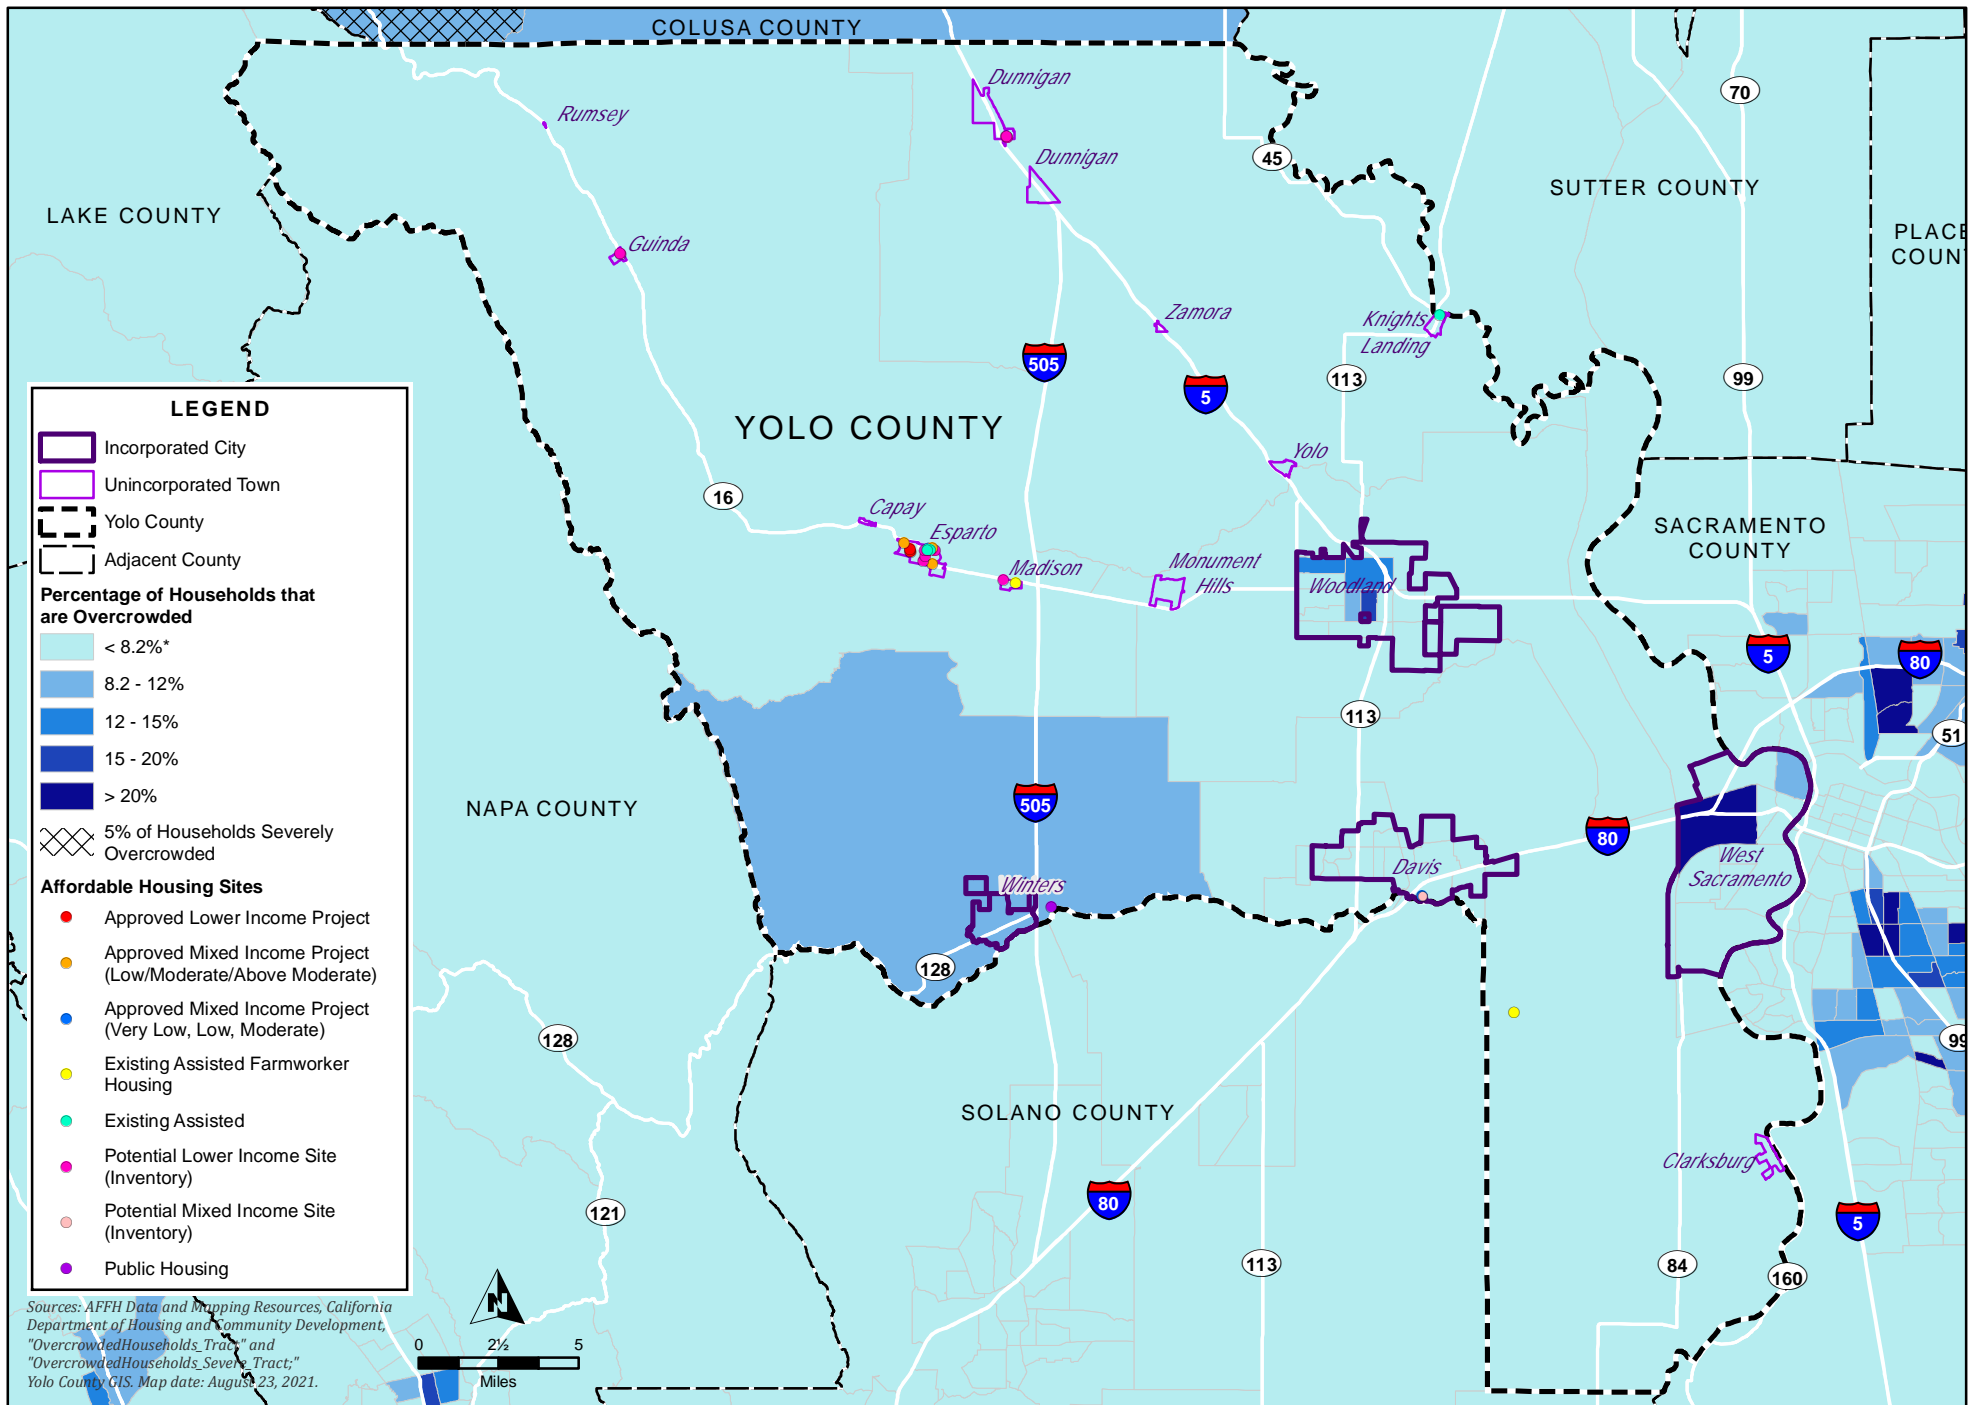 COLUSA COUNTY
Dunnigan
70
Rumsey
Dunnigan
45
SUTTER COUNTY
LAKE COUNTY
PLACE
COUN
Guinda
Zamora
Knights
Landing
505
113
99
5
YOLO COUNTY
Yolo
16
Capay
Esparto
SACRAMENTO
COUNTY
Madison
Monument
Hills
Woodland
5
80
113
51
NAPA COUNTY
505
80
Davis
West
Sacramento
Winters
128
128
99
SOLANO COUNTY
Clarksburg
80
121
5
113
84
160
LEGEND
Incorporated City
Unincorporated Town
Yolo County
Adjacent County
Percentage of Households that
are Overcrowded
< 8.2%*
8.2 - 12%
12 - 15%
15 - 20%
> 20%
5% of Households Severely
Overcrowded
Affordable Housing Sites
Approved Lower Income Project
Approved Mixed Income Project
(Low/Moderate/Above Moderate)
Approved Mixed Income Project
(Very Low, Low, Moderate)
Existing Assisted Farmworker
Housing
Existing Assisted
Potential Lower Income Site
(Inventory)
Potential Mixed Income Site
(Inventory)
Public Housing
Sources: AFFH Data and Mapping Resources, California
Department of Housing and Community Development,
"OvercrowdedHouseholds_Tract" and
"OvercrowdedHouseholds_Severe_Tract;"
Yolo County GIS. Map date: August 23, 2021.
N
0 2½ 5
Miles